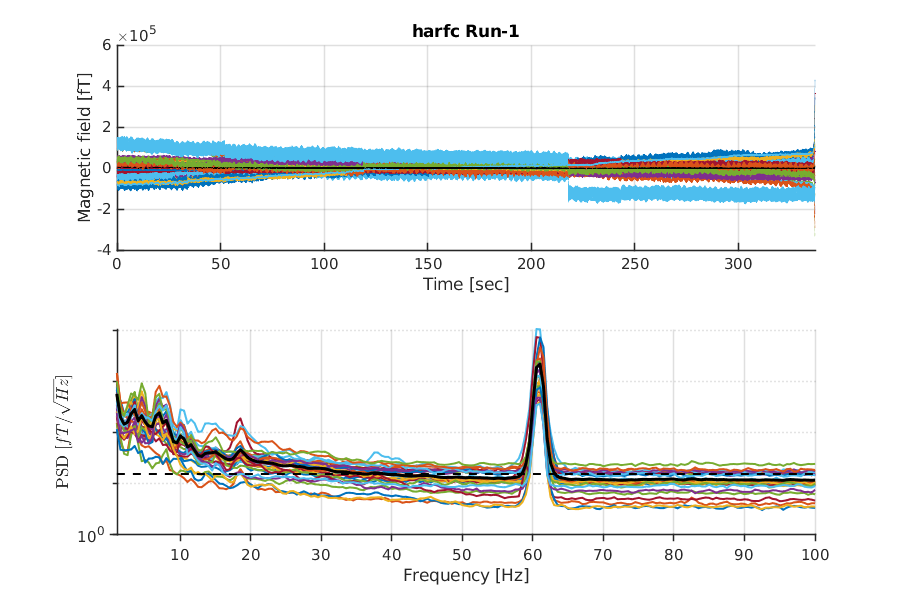 harfc Run-1
×10^5
6
4
2
0
-2
-4
Magnetic field [fT]
0 50 100 150 200 250 300
Time [sec]
PSD [fT/√Hz]
10^0
10 20 30 40 50 60 70 80 90 100
Frequency [Hz]